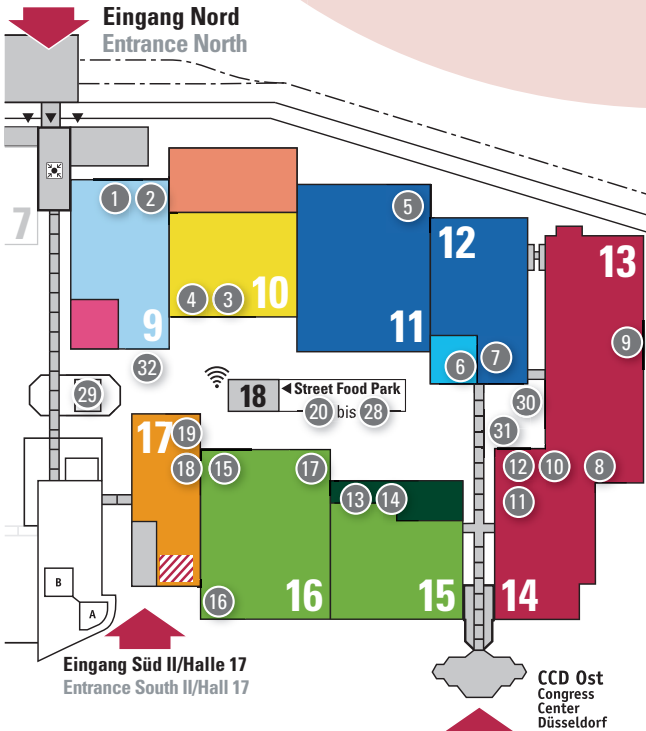 Eingang Nord
Entrance North
7
1
2
5
12
13
4
3
10
9
11
6
7
9
32
29
18
Street Food Park
20 bis 28
30
31
17
19
18
15
17
12
10
8
13
14
11
16
16
15
14
B
A
Eingang Süd II/Halle 17
Entrance South II/Hall 17
CCD Ost
Congress
Center
Düsseldorf